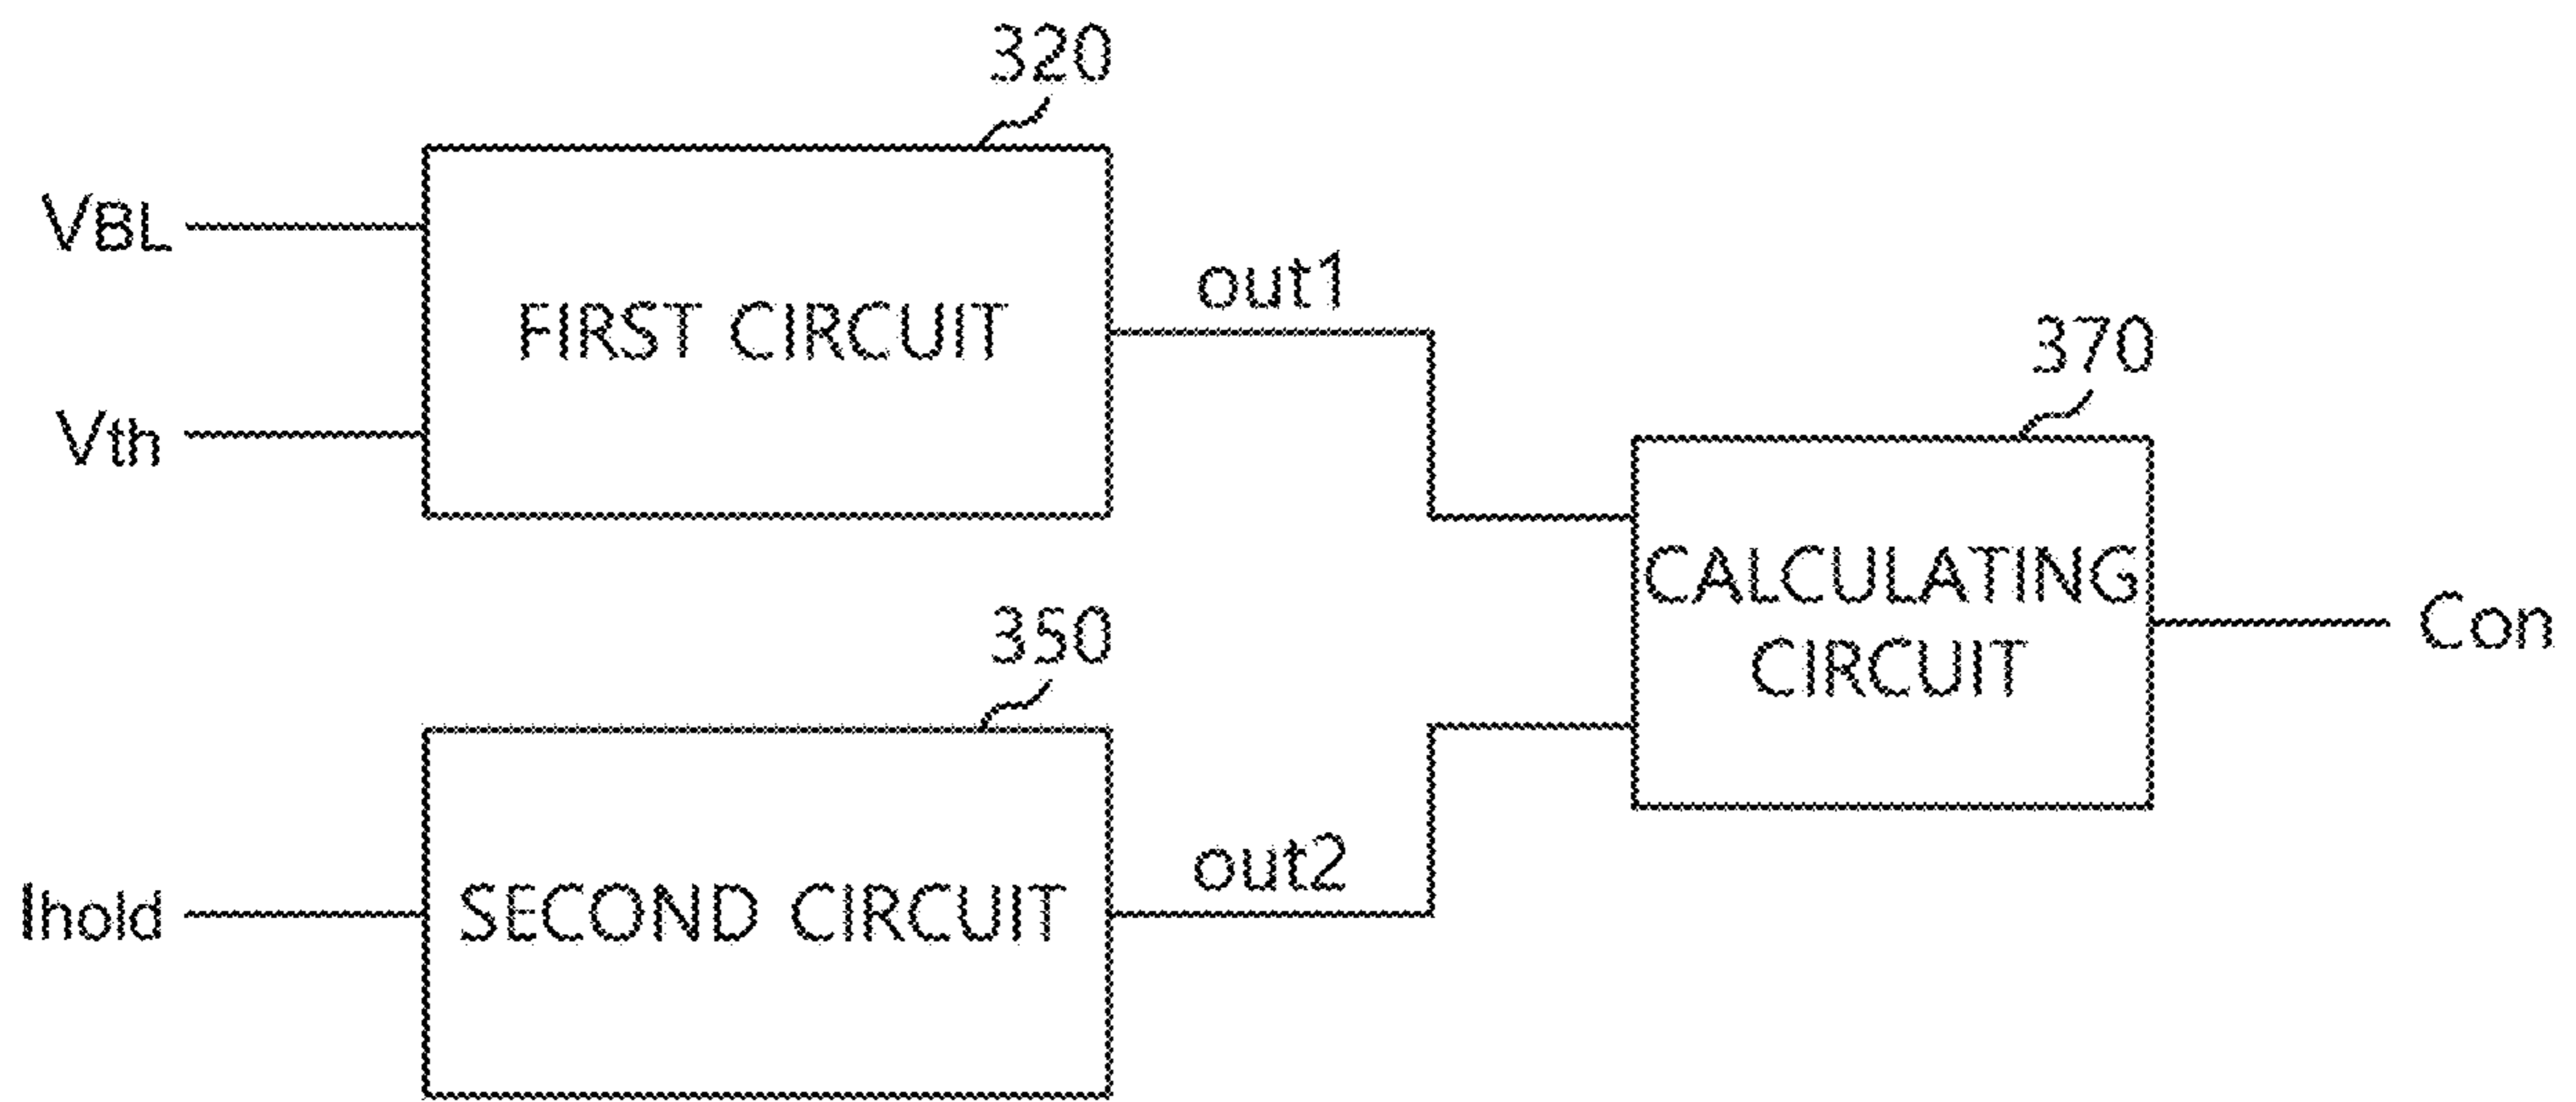 320
VBL
FIRST CIRCUIT
out1
Vth
370
CALCULATING
CIRCUIT
Con
350
out2
Ihold
SECOND CIRCUIT